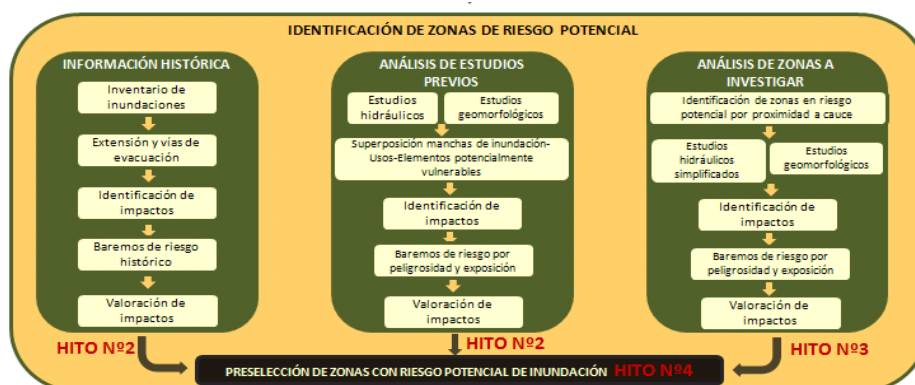 IDENTIFICACIÓN DE ZONAS DE RIESGO POTENCIAL
INFORMACIÓN HISTÓRICA
Inventario de
inundaciones
Extensión y vías de
evacuación
Identificación de
impactos
Baremos de riesgo
histórico
Valoración de
impactos
HITO Nº2
ANÁLISIS DE ESTUDIOS
PREVIOS
Estudios
hidráulicos
Estudios
geomorfológicos
Superposición manchas de inundación-
Usos-Elementos potencialmente
vulnerables
Identificación de
impactos
Baremos de riesgo por
peligrosidad y exposición
Valoración de
impactos
HITO Nº2
ANÁLISIS DE ZONAS A
INVESTIGAR
Identificación de zonas en riesgo
potencial por proximidad a cauce
Estudios
hidráulicos
simplificados
Estudios
geomorfológicos
Identificación de
impactos
Baremos de riesgo por
peligrosidad y exposición
Valoración de
impactos
HITO Nº3
PRESELECCIÓN DE ZONAS CON RIESGO POTENCIAL DE INUNDACIÓN HITO Nº4